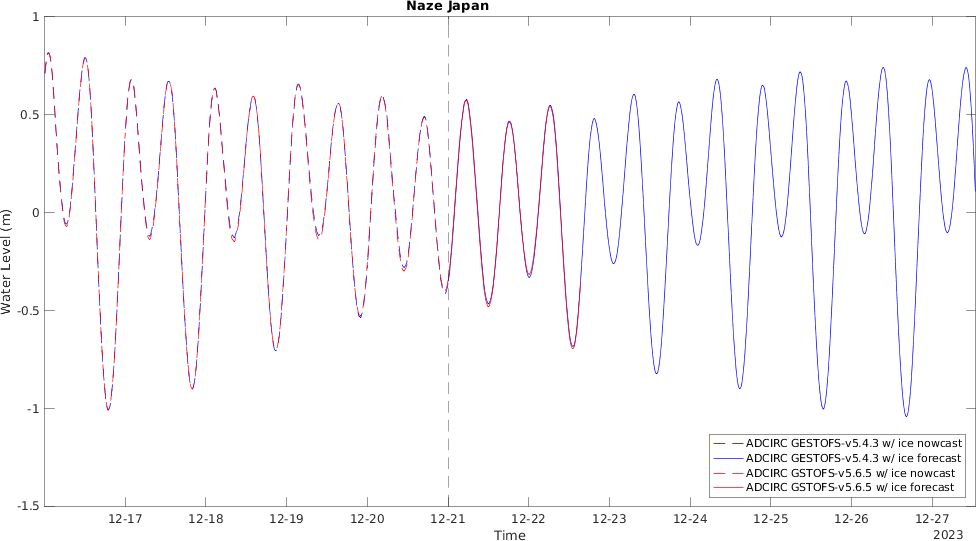 Naze Japan
1
0.5
0
-0.5
-1
-1.5
Water Level (m)
12-17 12-18 12-19 12-20 12-21 12-22 12-23 12-24 12-25 12-26 12-27
Time
2023
ADCIRC GESTOFS-v5.4.3 w/ ice nowcast
ADCIRC GESTOFS-v5.4.3 w/ ice forecast
ADCIRC GSTOFS-v5.6.5 w/ ice nowcast
ADCIRC GSTOFS-v5.6.5 w/ ice forecast